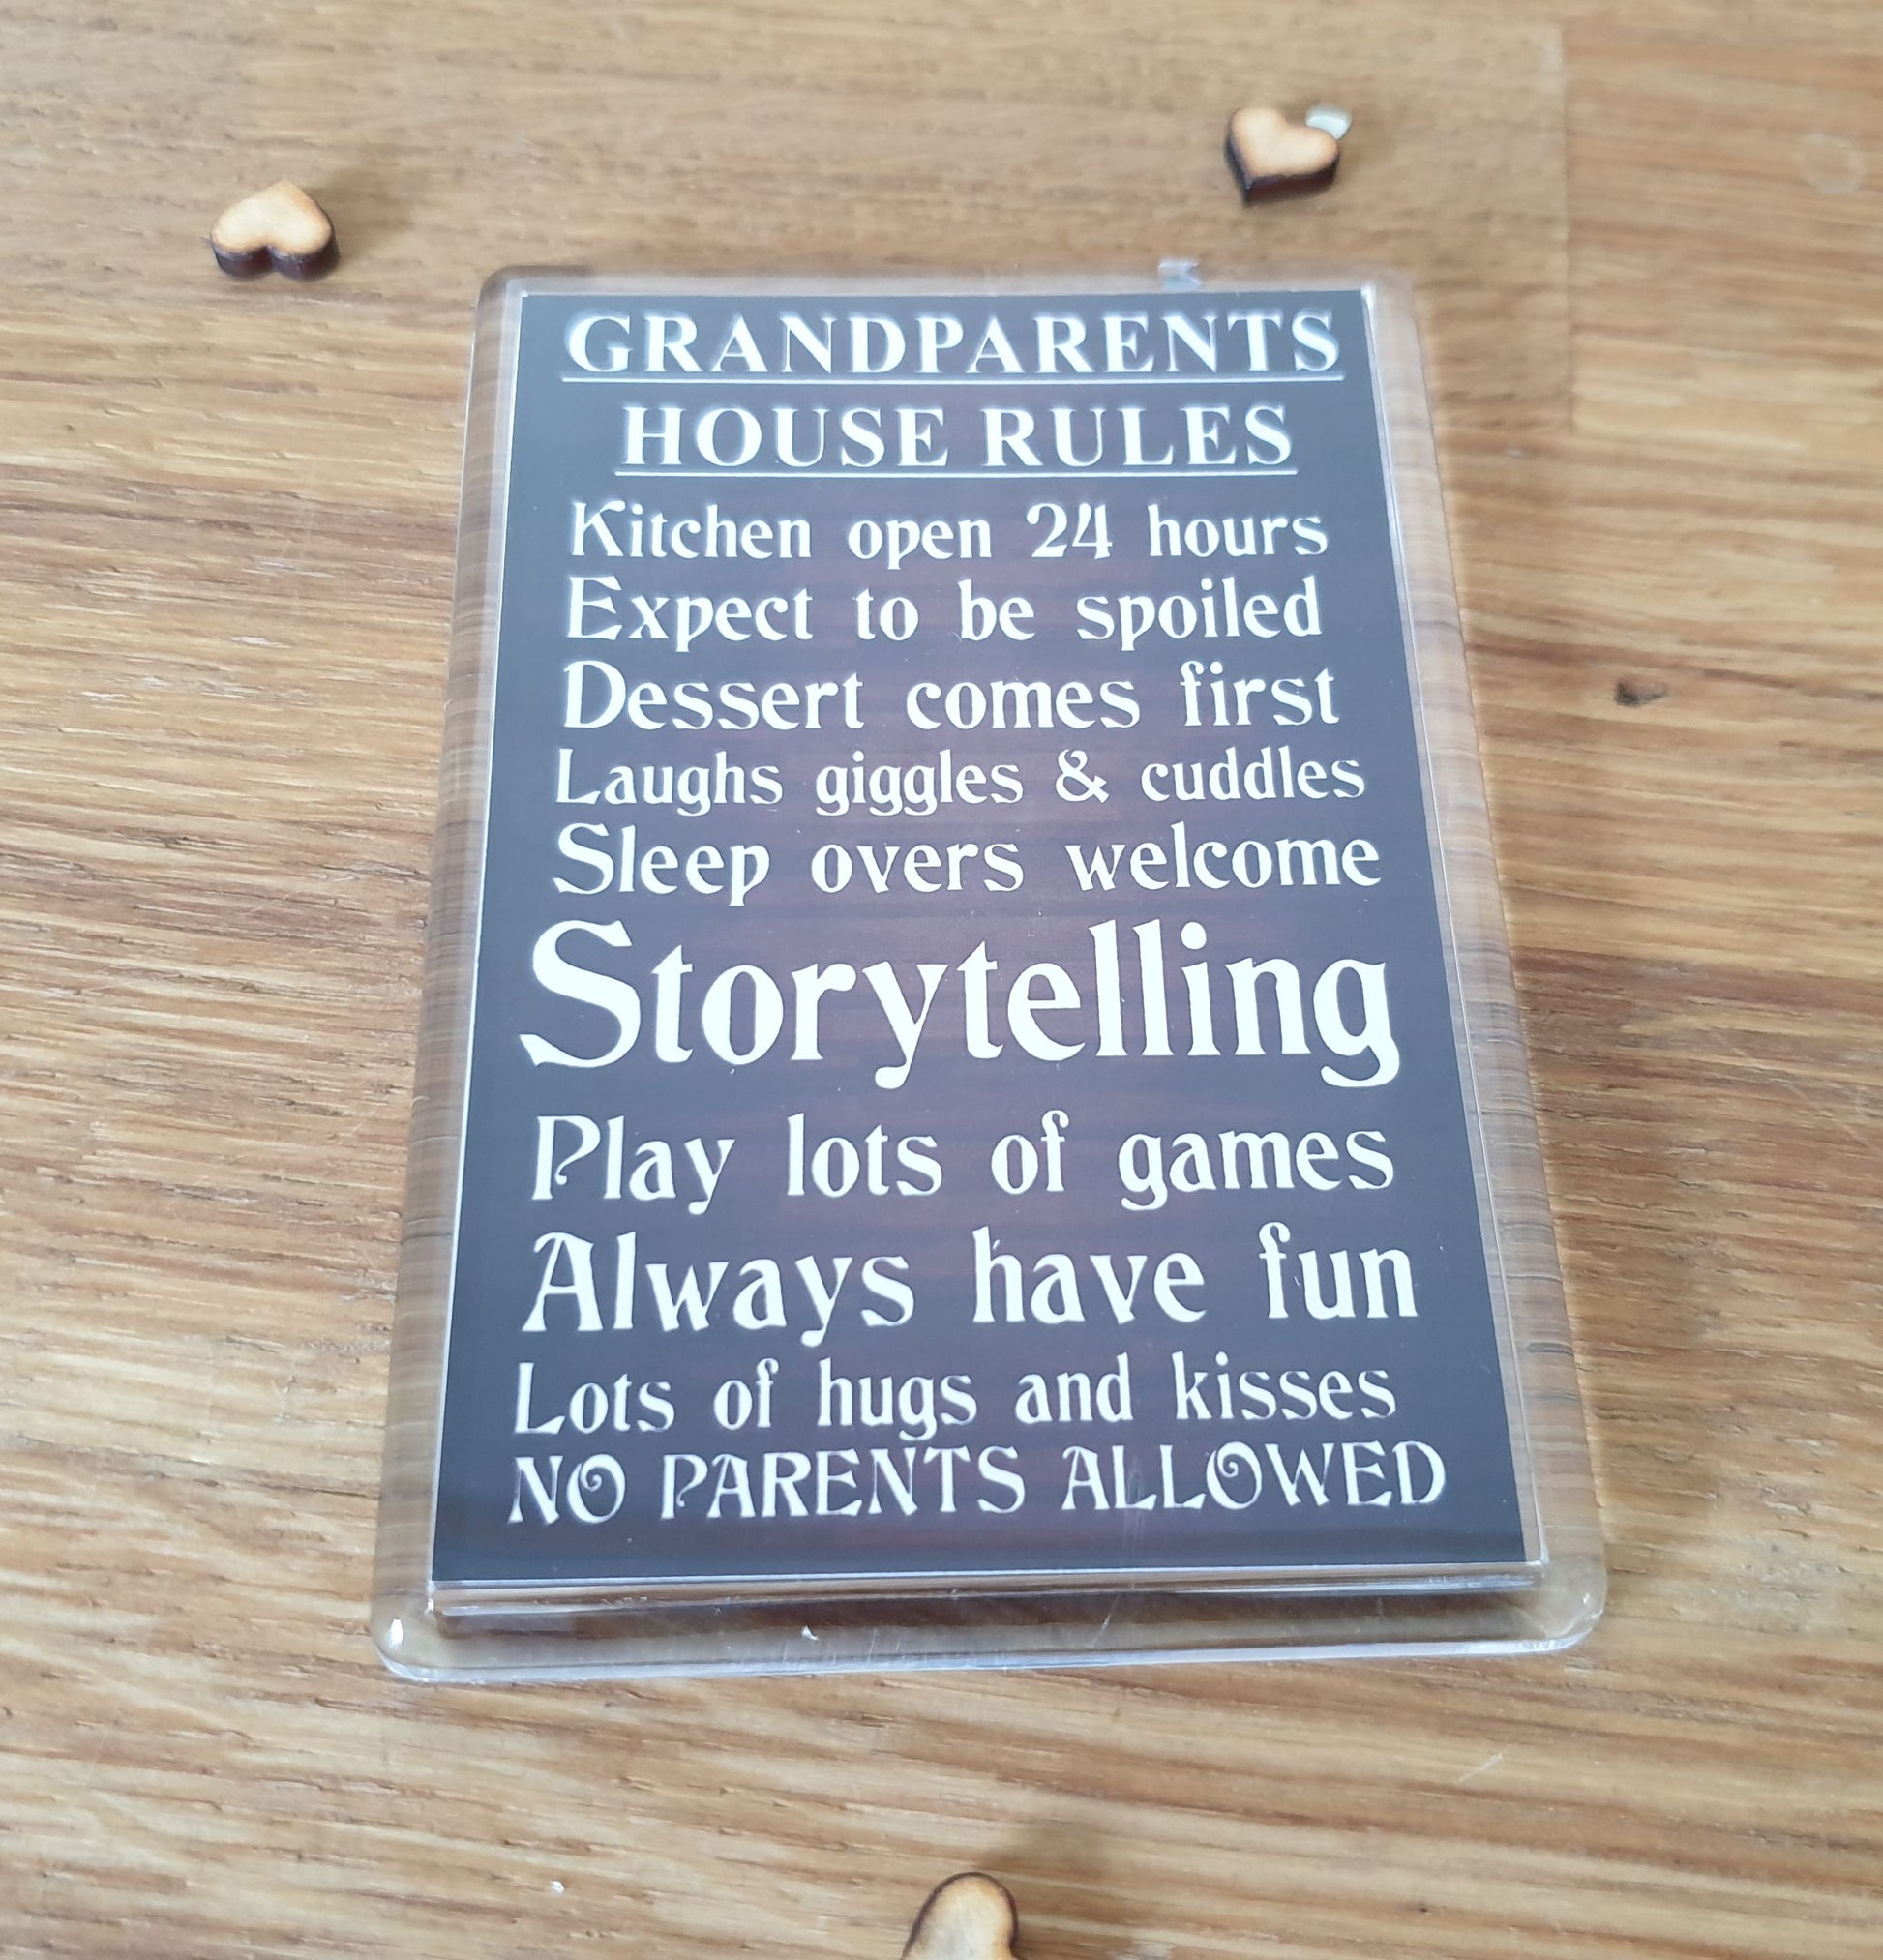 GRANDPARENTS
HOUSE RULES
Kitchen open 24 hours
Expect to be spoiled
Dessert comes first
Laughs giggles & cuddles
Sleep overs welcome
Storytelling
Play lots of games
Always have fun
Lots of hugs and kisses
NO PARENTS ALLOWED